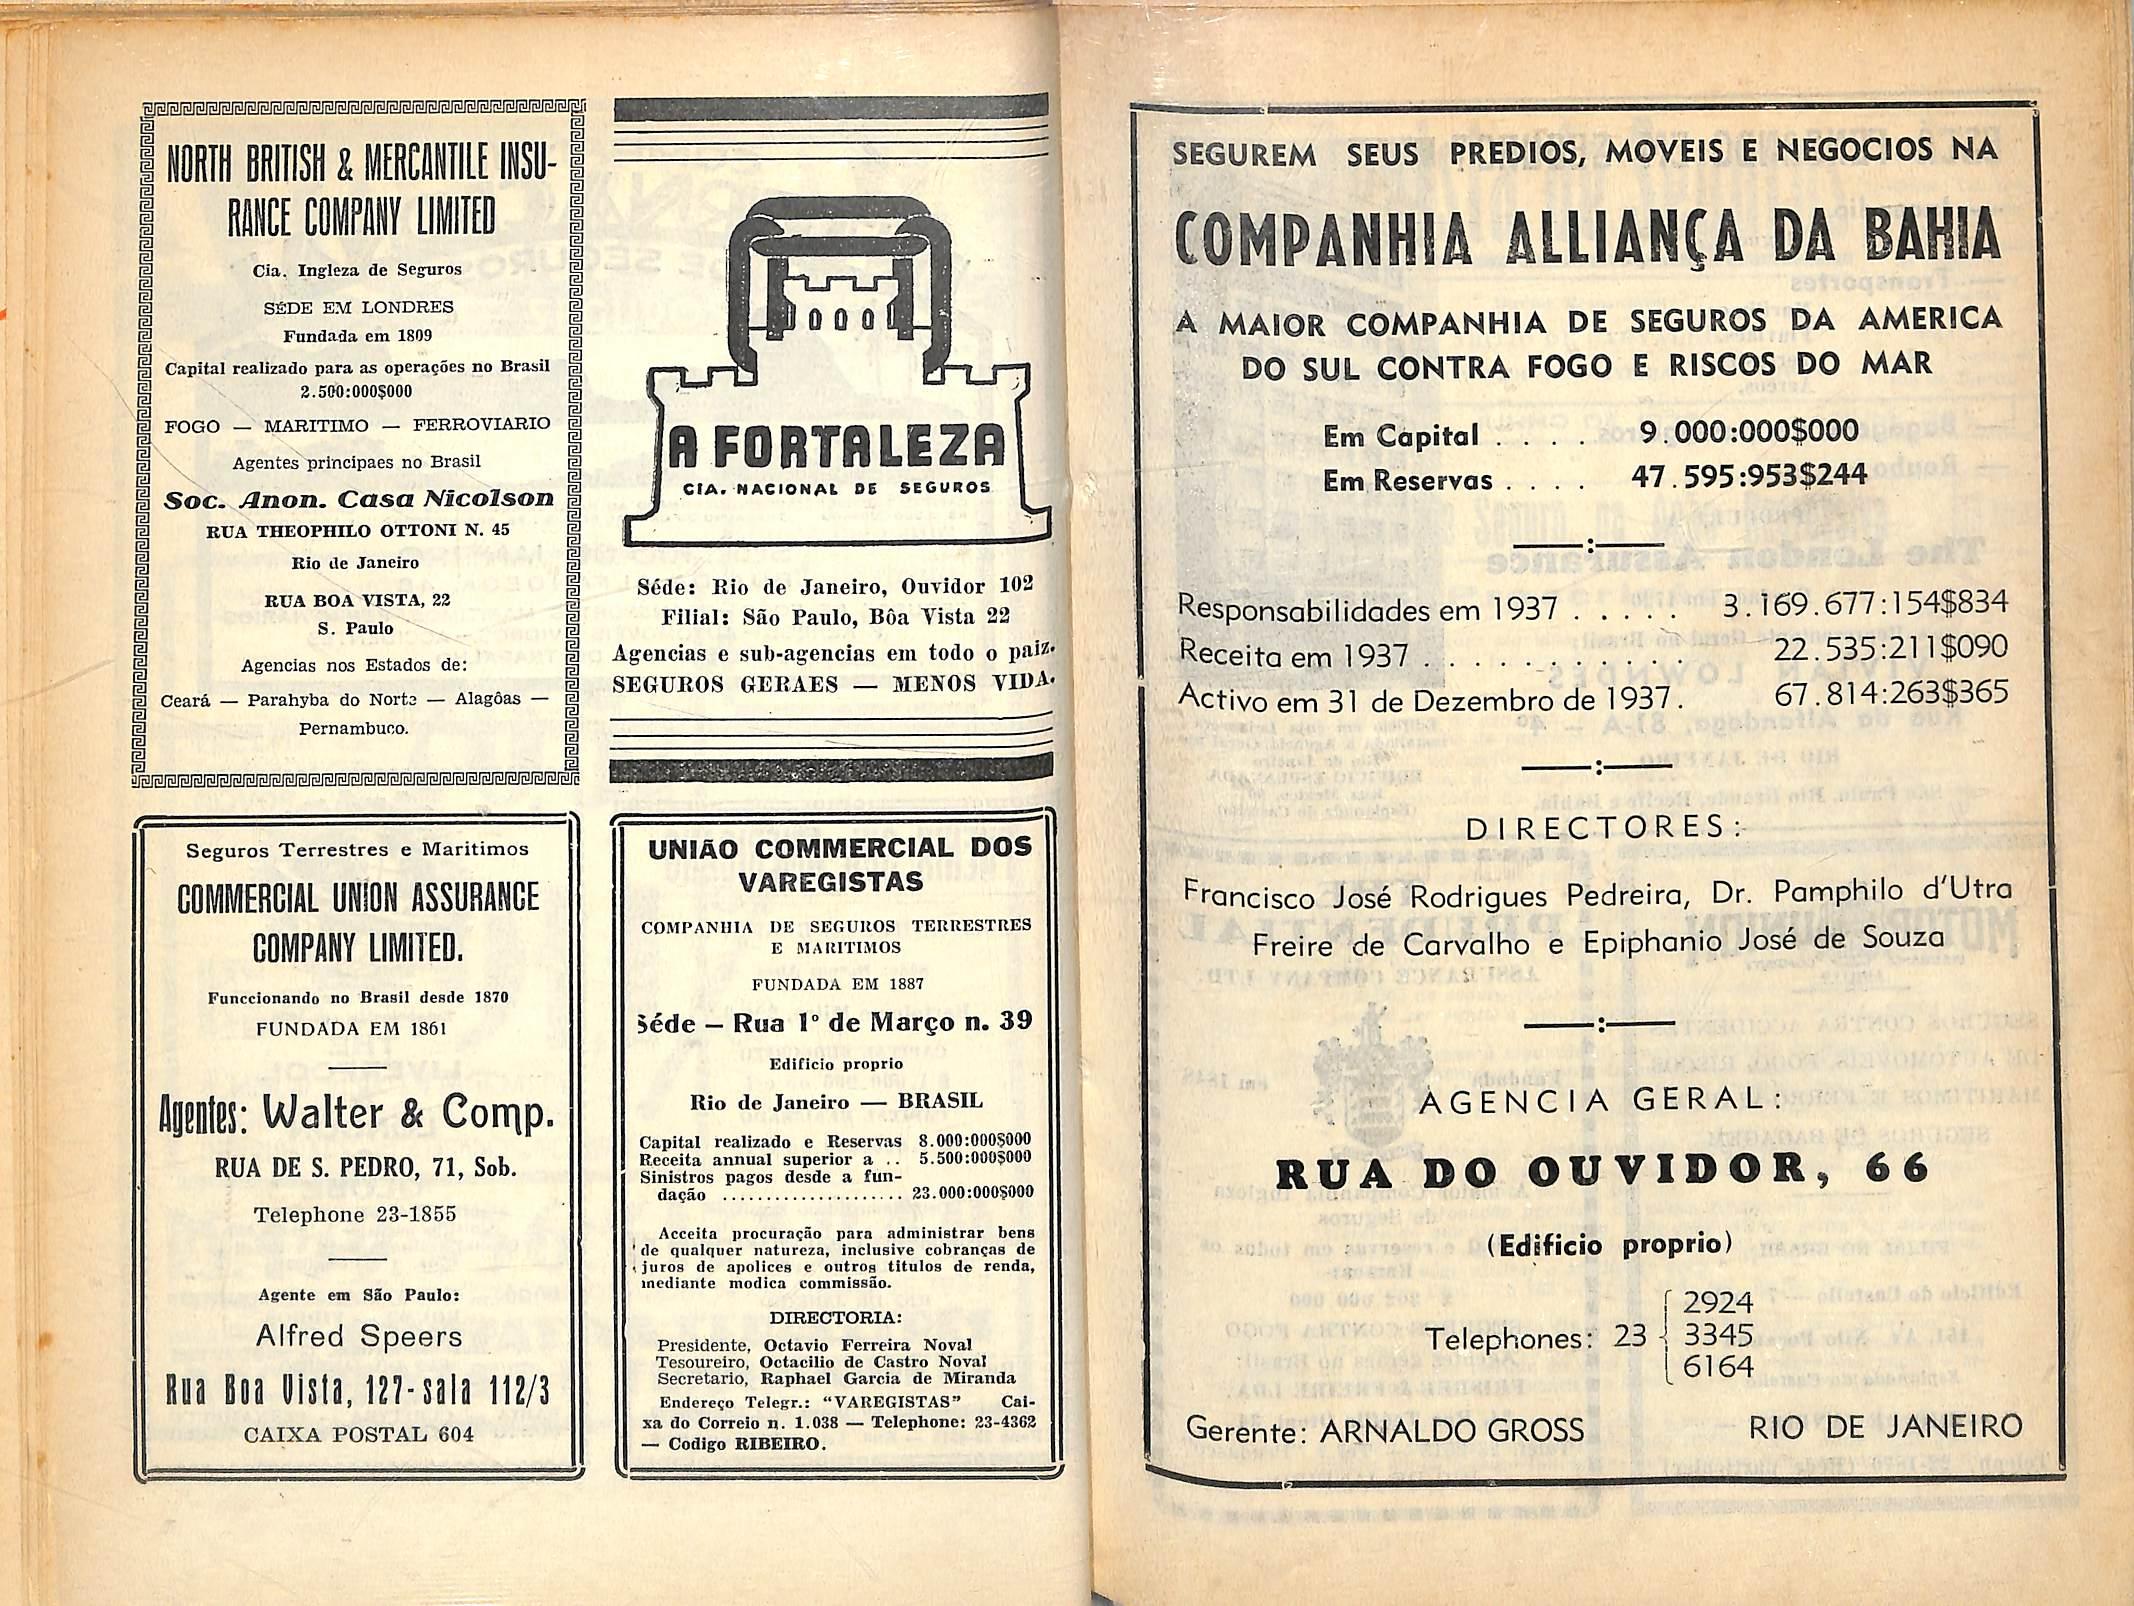 NORTH BRITISH & MERCANTILE INSU-
RANCE COMPANY LIMITED
Cia. Ingleza de Seguros
SÉDE EM LONDRES
Fundada em 1809
Capital realizado para as operações no Brasil
2.500:000$000
FOGO — MARITIMO — FERROVIARIO
Agentes principaes no Brasil
Soc. Anon. Casa Nicolson
RUA THEOPHILO OTTONI N. 45
Rio de Janeiro
RUA BOA VISTA, 22
S. Paulo
Agencias nos Estados de:
Ceará — Parahyba do Norte — Alagôas —
Pernambuco.
A FORTALEZA
CIA. NACIONAL DE SEGUROS
Séde: Rio de Janeiro, Ouvidor 102
Filial: São Paulo, Bôa Vista 22
Agencias e sub-agencias em todo o paiz.
SEGUROS GERAES — MENOS VIDA.
Seguros Terrestres e Maritimos
COMMERCIAL UNION ASSURANCE
COMPANY LIMITED.
Funccionando no Brasil desde 1870
FUNDADA EM 1861
Agentes: Walter & Comp.
RUA DE S. PEDRO, 71, Sob.
Telephone 23-1855
Agente em São Paulo:
Alfred Speers
Rua Boa Vista, 127-sala 112/3
CAIXA POSTAL 604
UNIÃO COMMERCIAL DOS
VAREGISTAS
COMPANHIA DE SEGUROS TERRESTRES
E MARITIMOS
FUNDADA EM 1887
Séde — Rua 1º de Março n. 39
Edificio proprio
Rio de Janeiro — BRASIL
Capital realizado e Reservas 8.000:000$000
Receita annual superior a .. 5.500:000$000
Sinistros pagos desde a fun-
dação ..................... 23.000:000$000
Acceita procuração para administrar bens
de qualquer natureza, inclusive cobranças de
juros de apolices e outros titulos de renda,
mediante modica commissão.
DIRECTORIA:
Presidente, Octavio Ferreira Noval
Tesoureiro, Octacilio de Castro Noval
Secretario, Raphael Garcia de Miranda
Endereço Telegr.: "VAREGISTAS" Cai-
xa do Correio n. 1.038 — Telephone: 23-4362
— Codigo RIBEIRO.
SEGUREM SEUS PREDIOS, MOVEIS E NEGOCIOS NA
COMPANHIA ALLIANÇA DA BAHIA
A MAIOR COMPANHIA DE SEGUROS DA AMERICA
DO SUL CONTRA FOGO E RISCOS DO MAR
Em Capital . . . . 9.000:000$000
Em Reservas . . . . 47.595:953$244
Responsabilidades em 1937 . . . . . 3.169.677:154$834
Receita em 1937 . . . . . . . . . . . . 22.535:211$090
Activo em 31 de Dezembro de 1937. 67.814:263$365
DIRECTORES:
Francisco José Rodrigues Pedreira, Dr. Pamphilo d'Utra
Freire de Carvalho e Epiphanio José de Souza
AGENCIA GERAL:
RUA DO OUVIDOR, 66
(Edificio proprio)
2924
Telephones: 23 3345
6164
Gerente: ARNALDO GROSS RIO DE JANEIRO